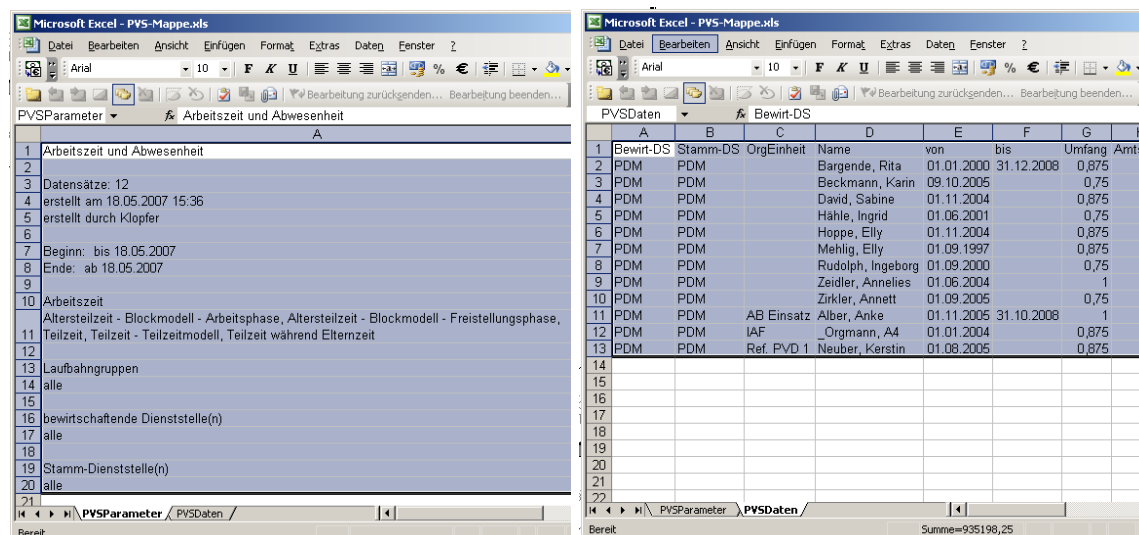 Microsoft Excel - PVS-Mappe.xls
Datei Bearbeiten Ansicht Einfügen Format Extras Daten Fenster ?
Arial 10 F K U % €
Bearbeitung zurücksenden... Bearbeitung beenden...
PVSParameter fx Arbeitszeit und Abwesenheit
A
1 Arbeitszeit und Abwesenheit
2
3 Datensätze: 12
4 erstellt am 18.05.2007 15:36
5 erstellt durch Klopfer
6
7 Beginn: bis 18.05.2007
8 Ende: ab 18.05.2007
9
10 Arbeitszeit
Altersteilzeit - Blockmodell - Arbeitsphase, Altersteilzeit - Blockmodell - Freistellungsphase,
11 Teilzeit, Teilzeit - Teilzeitmodell, Teilzeit während Elternzeit
12
13 Laufbahngruppen
14 alle
15
16 bewirtschaftende Dienststelle(n)
17 alle
18
19 Stamm-Dienststelle(n)
20 alle
21
PVSParameter PVSDaten
Bereit
Microsoft Excel - PVS-Mappe.xls
Datei Bearbeiten Ansicht Einfügen Format Extras Daten Fenster ?
Arial 10 F K U % €
Bearbeitung zurücksenden... Bearbeitung beenden...
PVSDaten fx Bewirt-DS
A B C D E F G
1 Bewirt-DS Stamm-DS OrgEinheit Name von bis Umfang Amts
2 PDM PDM Bargende, Rita 01.01.2000 31.12.2008 0,875
3 PDM PDM Beckmann, Karin 09.10.2005 0,75
4 PDM PDM David, Sabine 01.11.2004 0,875
5 PDM PDM Hähle, Ingrid 01.06.2001 0,75
6 PDM PDM Hoppe, Elly 01.11.2004 0,875
7 PDM PDM Mehlig, Elly 01.09.1997 0,875
8 PDM PDM Rudolph, Ingeborg 01.09.2000 0,75
9 PDM PDM Zeidler, Annelies 01.06.2004 1
10 PDM PDM Zirkler, Annett 01.09.2005 0,75
11 PDM PDM AB Einsatz Alber, Anke 01.11.2005 31.10.2008 1
12 PDM PDM IAF _Orgmann, A4 01.01.2004 0,875
13 PDM PDM Ref. PVD 1 Neuber, Kerstin 01.08.2005 0,875
14
15
16
17
18
19
20
21
22
PVSParameter PVSDaten
Bereit Summe=935198,25